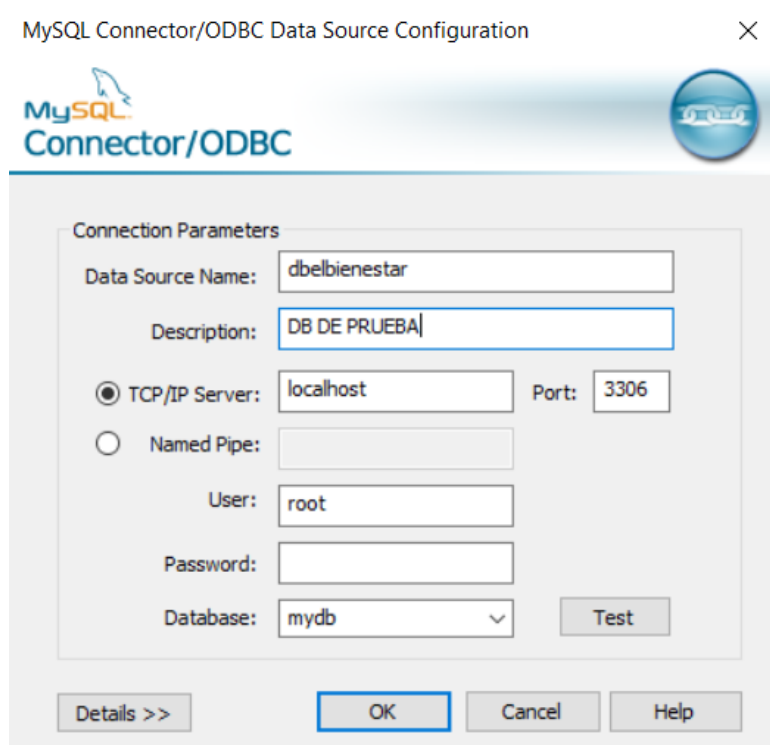 MySQL Connector/ODBC Data Source Configuration
MySQL
Connector/ODBC
Connection Parameters
Data Source Name: dbelbienestar
Description: DB DE PRUEBA
TCP/IP Server: localhost Port: 3306
Named Pipe:
User: root
Password:
Database: mydb Test
Details >> OK Cancel Help